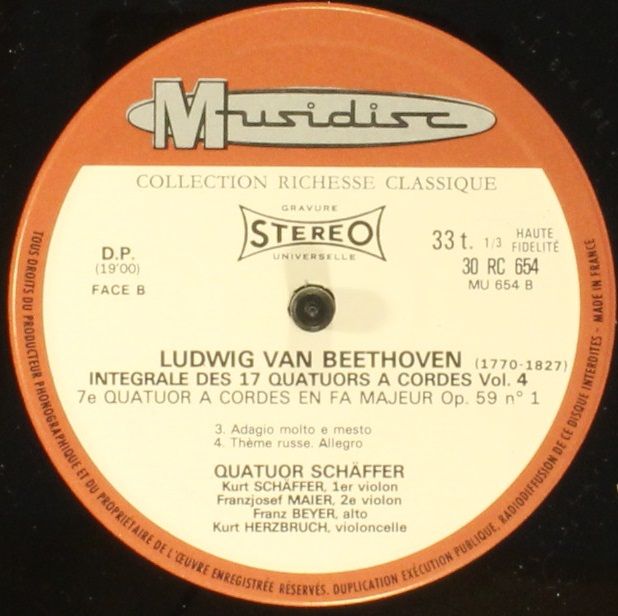 Musidisc
COLLECTION RICHESSE CLASSIQUE
GRAVURE
STEREO
UNIVERSELLE
D.P.
(19'00)
FACE B
33 t. 1/3 HAUTE FIDELITÉ
30 RC 654
MU 654 B
LUDWIG VAN BEETHOVEN (1770-1827)
INTEGRALE DES 17 QUATUORS A CORDES Vol. 4
7e QUATUOR A CORDES EN FA MAJEUR Op. 59 n° 1
3. Adagio molto e mesto
4. Thème russe. Allegro
QUATUOR SCHÄFFER
Kurt SCHÄFFER, 1er violon
Franzjosef MAIER, 2e violon
Franz BEYER, alto
Kurt HERZBRUCH, violoncelle
TOUS DROITS DU PRODUCTEUR PHONOGRAPHIQUE ET DU PROPRIÉTAIRE DE L'ŒUVRE ENREGISTRÉE RÉSERVÉS. DUPLICATION EXÉCUTION PUBLIQUE, RADIODIFFUSION DE CE DISQUE INTERDITES - MADE IN FRANCE